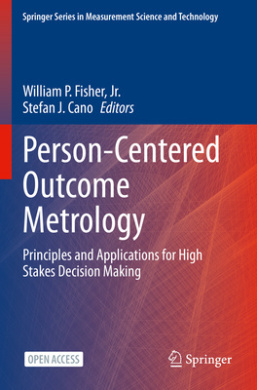 Springer Series in Measurement Science and Technology
William P. Fisher, Jr.
Stefan J. Cano Editors
Person-Centered
Outcome
Metrology
Principles and Applications for High
Stakes Decision Making
OPEN ACCESS
Springer